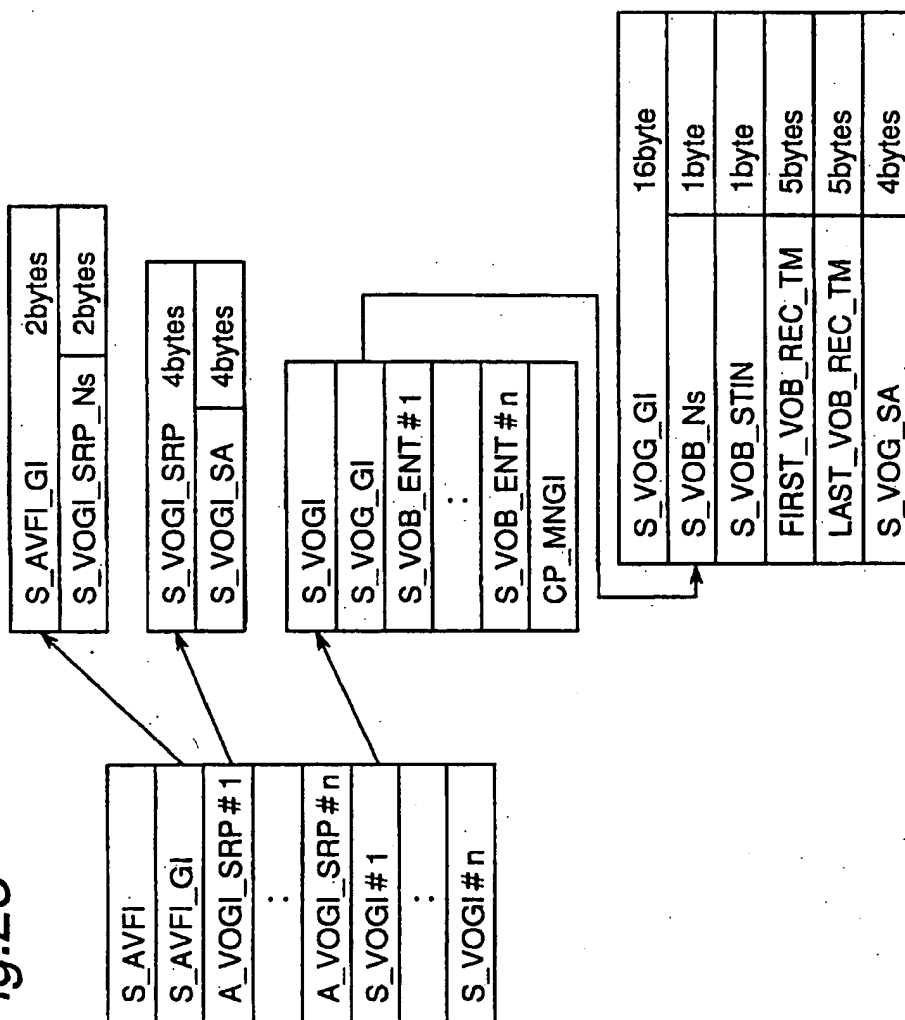 S_AVFI
S_AVFI_GI
A_VOGI_SRP#1
:
A_VOGI_SRP#n
S_VOGI#1
:
S_VOGI#n
S_AVFI_GI 2bytes
S_VOGI_SRP_Ns 2bytes
S_VOGI_SRP 4bytes
S_VOGI_SA 4bytes
S_VOGI
S_VOG_GI
S_VOB_ENT#1
:
S_VOB_ENT#n
CP_MNGI
S_VOG_GI 16byte
S_VOB_Ns 1byte
S_VOB_STIN 1byte
FIRST_VOB_REC_TM 5bytes
LAST_VOB_REC_TM 5bytes
S_VOG_SA 4bytes